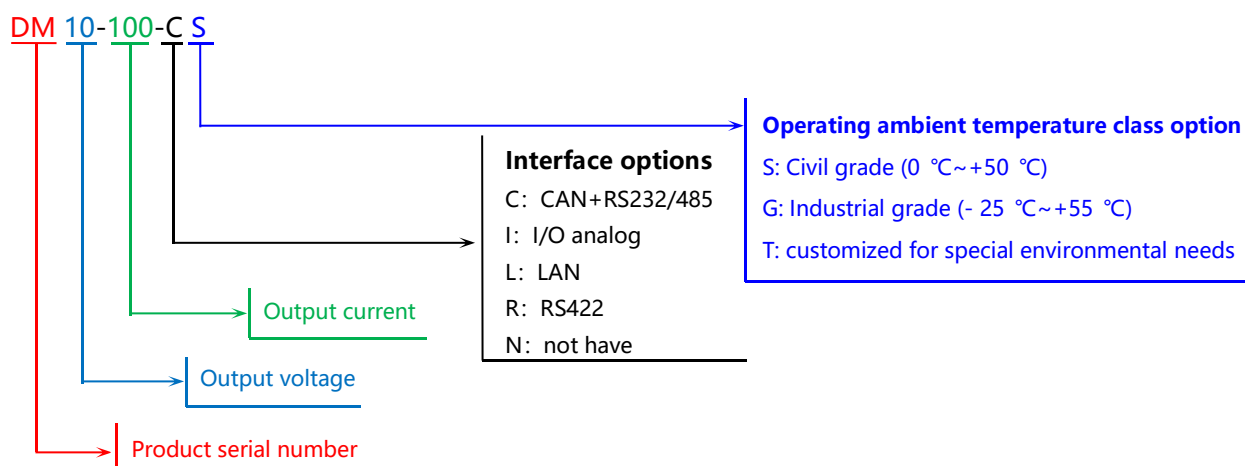 DM 10-100-C S
Operating ambient temperature class option
S: Civil grade (0 ℃~+50 ℃)
G: Industrial grade (- 25 ℃~+55 ℃)
T: customized for special environmental needs
Interface options
C: CAN+RS232/485
I: I/O analog
L: LAN
R: RS422
N: not have
Output current
Output voltage
Product serial number